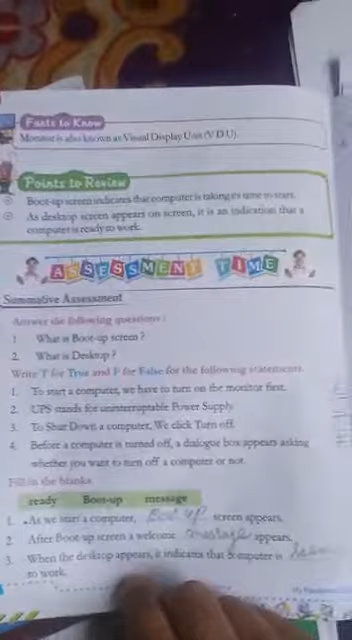 Facts to Know
Monitor is also known as Visual Display Unit (V D U).
Points to Review
Boot-up screen indicates that computer is taking its time to start.
As desktop screen appears on screen, it is an indication that a
computer is ready to work.
ASSESSMENT TIME
Summative Assessment
Answer the following questions :
1. What is Boot-up screen ?
2. What is Desktop ?
Write T for True and F for False for the following statements.
1. To start a computer, we have to turn on the monitor first.
2. UPS stands for uninterruptable Power Supply.
3. To Shut Down a computer, We click Turn off.
4. Before a computer is turned off, a dialogue box appears asking
whether you want to turn off a computer or not.
Fill in the blanks.
ready Boot-up message
1. As we start a computer, Boot up screen appears.
2. After Boot-up screen a welcome message appears.
3. When the desktop appears, it indicates that computer is
to work.